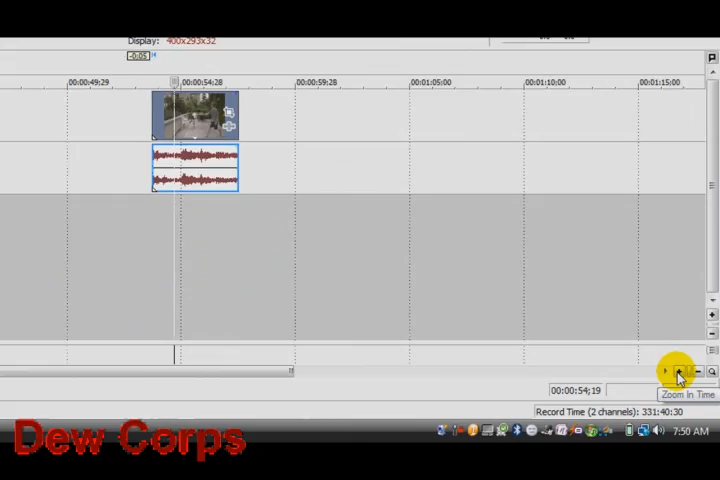 Display: 400x293x32
-0:05
00:00:49;29 00:00:54;28 00:00:59;28 00:01:05:00 00:01:10:00 00:01:15:00
00:00:54;19
Zoom In Time
Record Time (2 channels): 331:40:30
7:50 AM
Dew Corps